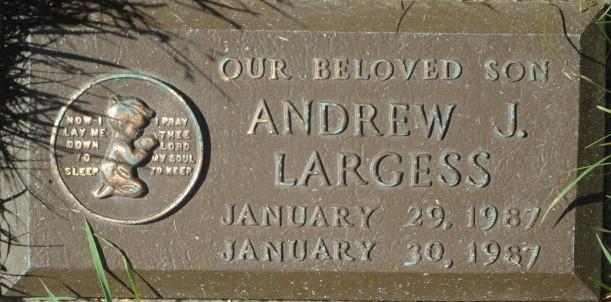 NOW I
LAY ME
DOWN
TO
SLEEP
I PRAY
THEE
LORD
MY SOUL
TO KEEP
OUR BELOVED SON
ANDREW J.
LARGESS
JANUARY 29, 1987
JANUARY 30, 1987